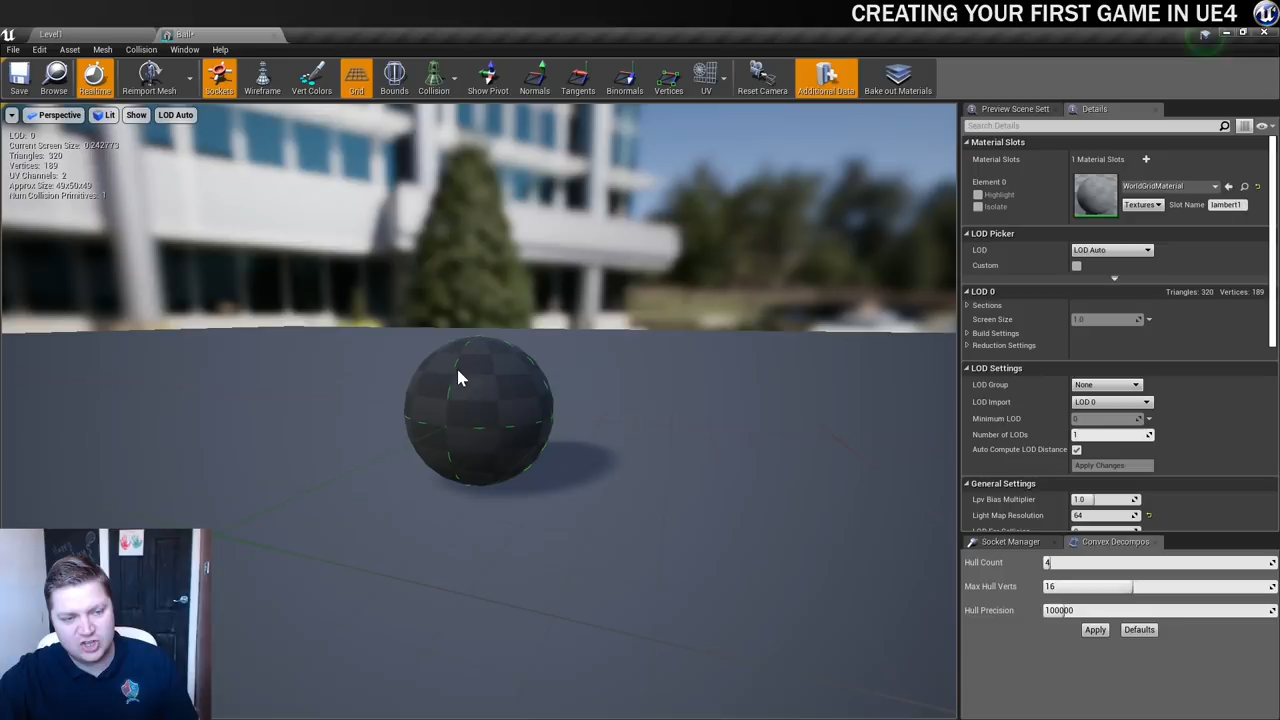 CREATING YOUR FIRST GAME IN UE4
Level1
Ball*
File Edit Asset Mesh Collision Window Help
Save Browse Realtime Reimport Mesh Sockets Wireframe Vert Colors Grid Bounds Collision Show Pivot Normals Tangents Binormals Vertices UV Reset Camera Additional Data Bake out Materials
Perspective Lit Show LOD Auto
LOD: 0
Current Screen Size: 0.242773
Triangles: 320
Vertices: 189
UV Channels: 2
Approx Size: 49x50x49
Num Collision Primitives: 1
Preview Scene Sett Details
Search Details
Material Slots
Material Slots 1 Material Slots
Element 0
Highlight
Isolate
WorldGridMaterial
Textures Slot Name lambert1
LOD Picker
LOD LOD Auto
Custom
LOD 0 Triangles: 320 Vertices: 189
Sections
Screen Size 1.0
Build Settings
Reduction Settings
LOD Settings
LOD Group None
LOD Import LOD 0
Minimum LOD 0
Number of LODs 1
Auto Compute LOD Distance
Apply Changes
General Settings
Lpv Bias Multiplier 1.0
Light Map Resolution 64
Socket Manager Convex Decompos
Hull Count 4
Max Hull Verts 16
Hull Precision 100000
Apply Defaults